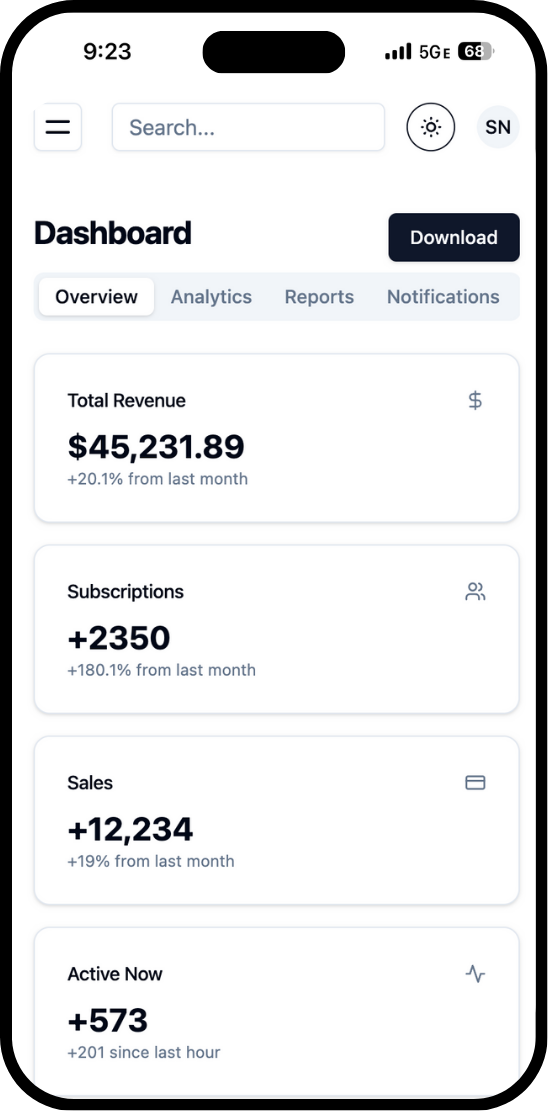 9:23 5GE 68
Search... SN
Dashboard Download
Overview Analytics Reports Notifications
Total Revenue $
$45,231.89
+20.1% from last month
Subscriptions
+2350
+180.1% from last month
Sales
+12,234
+19% from last month
Active Now
+573
+201 since last hour